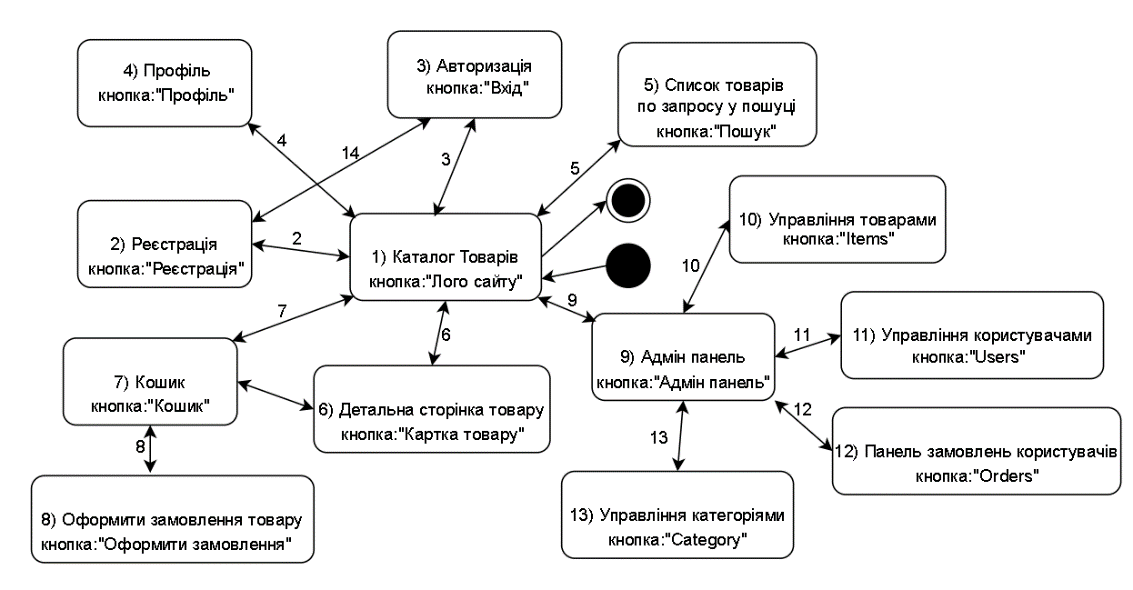 4) Профіль
кнопка:"Профіль"
3) Авторизація
кнопка:"Вхід"
5) Список товарів
по запросу у пошуці
кнопка:"Пошук"
4
14
3
5
2) Реєстрація
кнопка:"Реєстрація"
2
1) Каталог Товарів
кнопка:"Лого сайту"
10) Управління товарами
кнопка:"Items"
10
7
6
9
7) Кошик
кнопка:"Кошик"
6) Детальна сторінка товару
кнопка:"Картка товару"
9) Адмін панель
кнопка:"Адмін панель"
11
11) Управління користувачами
кнопка:"Users"
12
8
13
12) Панель замовлень користувачів
кнопка:"Orders"
8) Оформити замовлення товару
кнопка:"Оформити замовлення"
13) Управління категоріями
кнопка:"Category"